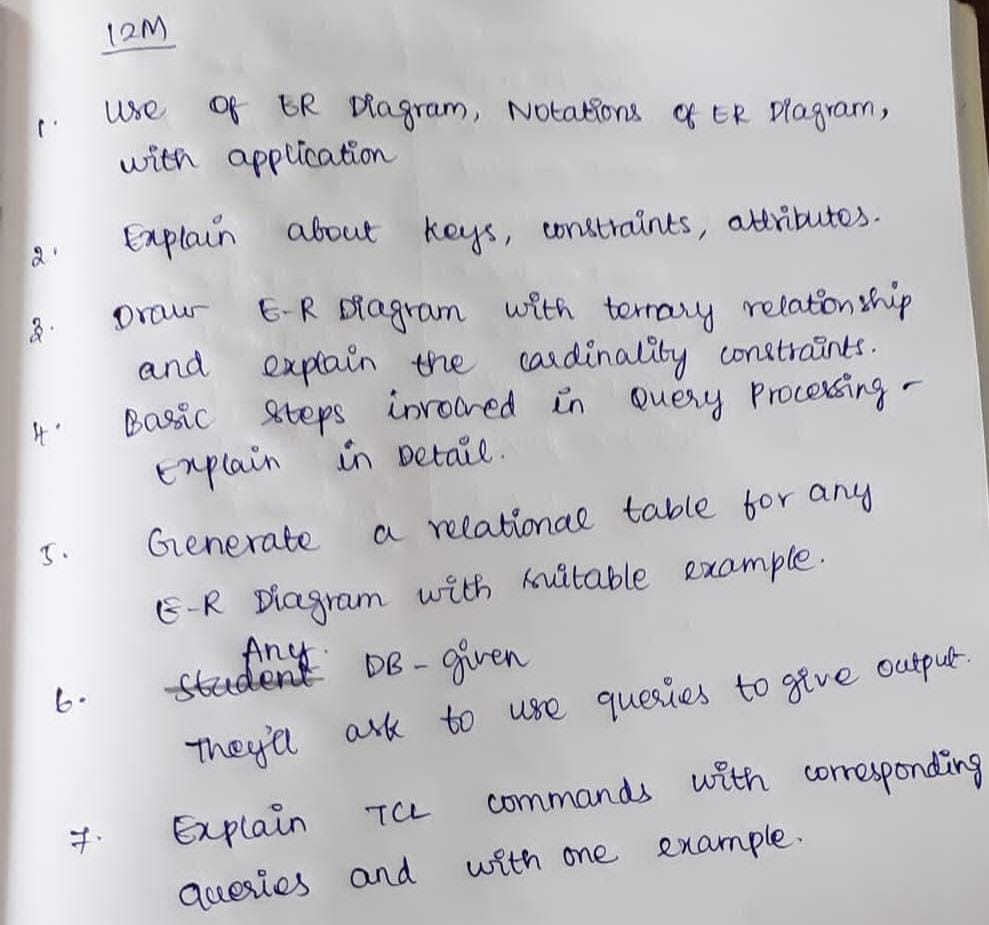 12M
1. Use of ER Diagram, Notations of ER Diagram,
with application
2. Explain about keys, constraints, attributes.
3. Draw E-R Diagram with ternary relationship
and explain the cardinality constraints.
4. Basic steps involved in Query Processing -
Explain in Detail.
5. Generate a relational table for any
E-R Diagram with suitable example.
Any
6. Student DB - given
They'll ask to use queries to give output.
7. Explain TCL commands with corresponding
queries and with one example.